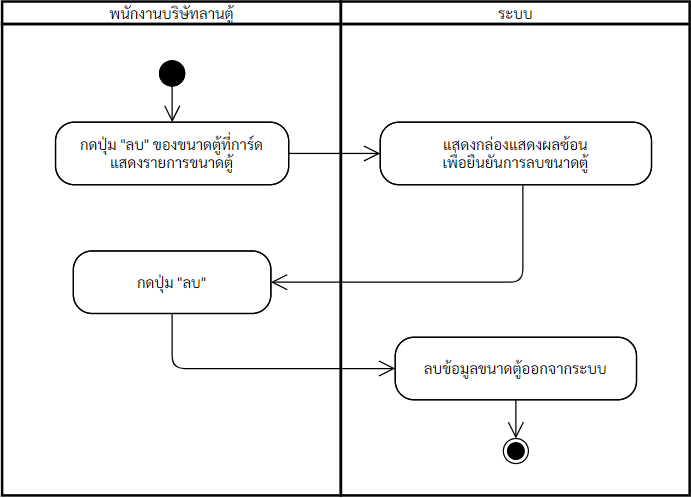 พนักงานบริษัทลานตู้
ระบบ
กดปุ่ม "ลบ" ของขนาดตู้ที่การ์ด
แสดงรายการขนาดตู้
แสดงกล่องแสดงผลซ้อน
เพื่อยืนยันการลบขนาดตู้
กดปุ่ม "ลบ"
ลบข้อมูลขนาดตู้ออกจากระบบ